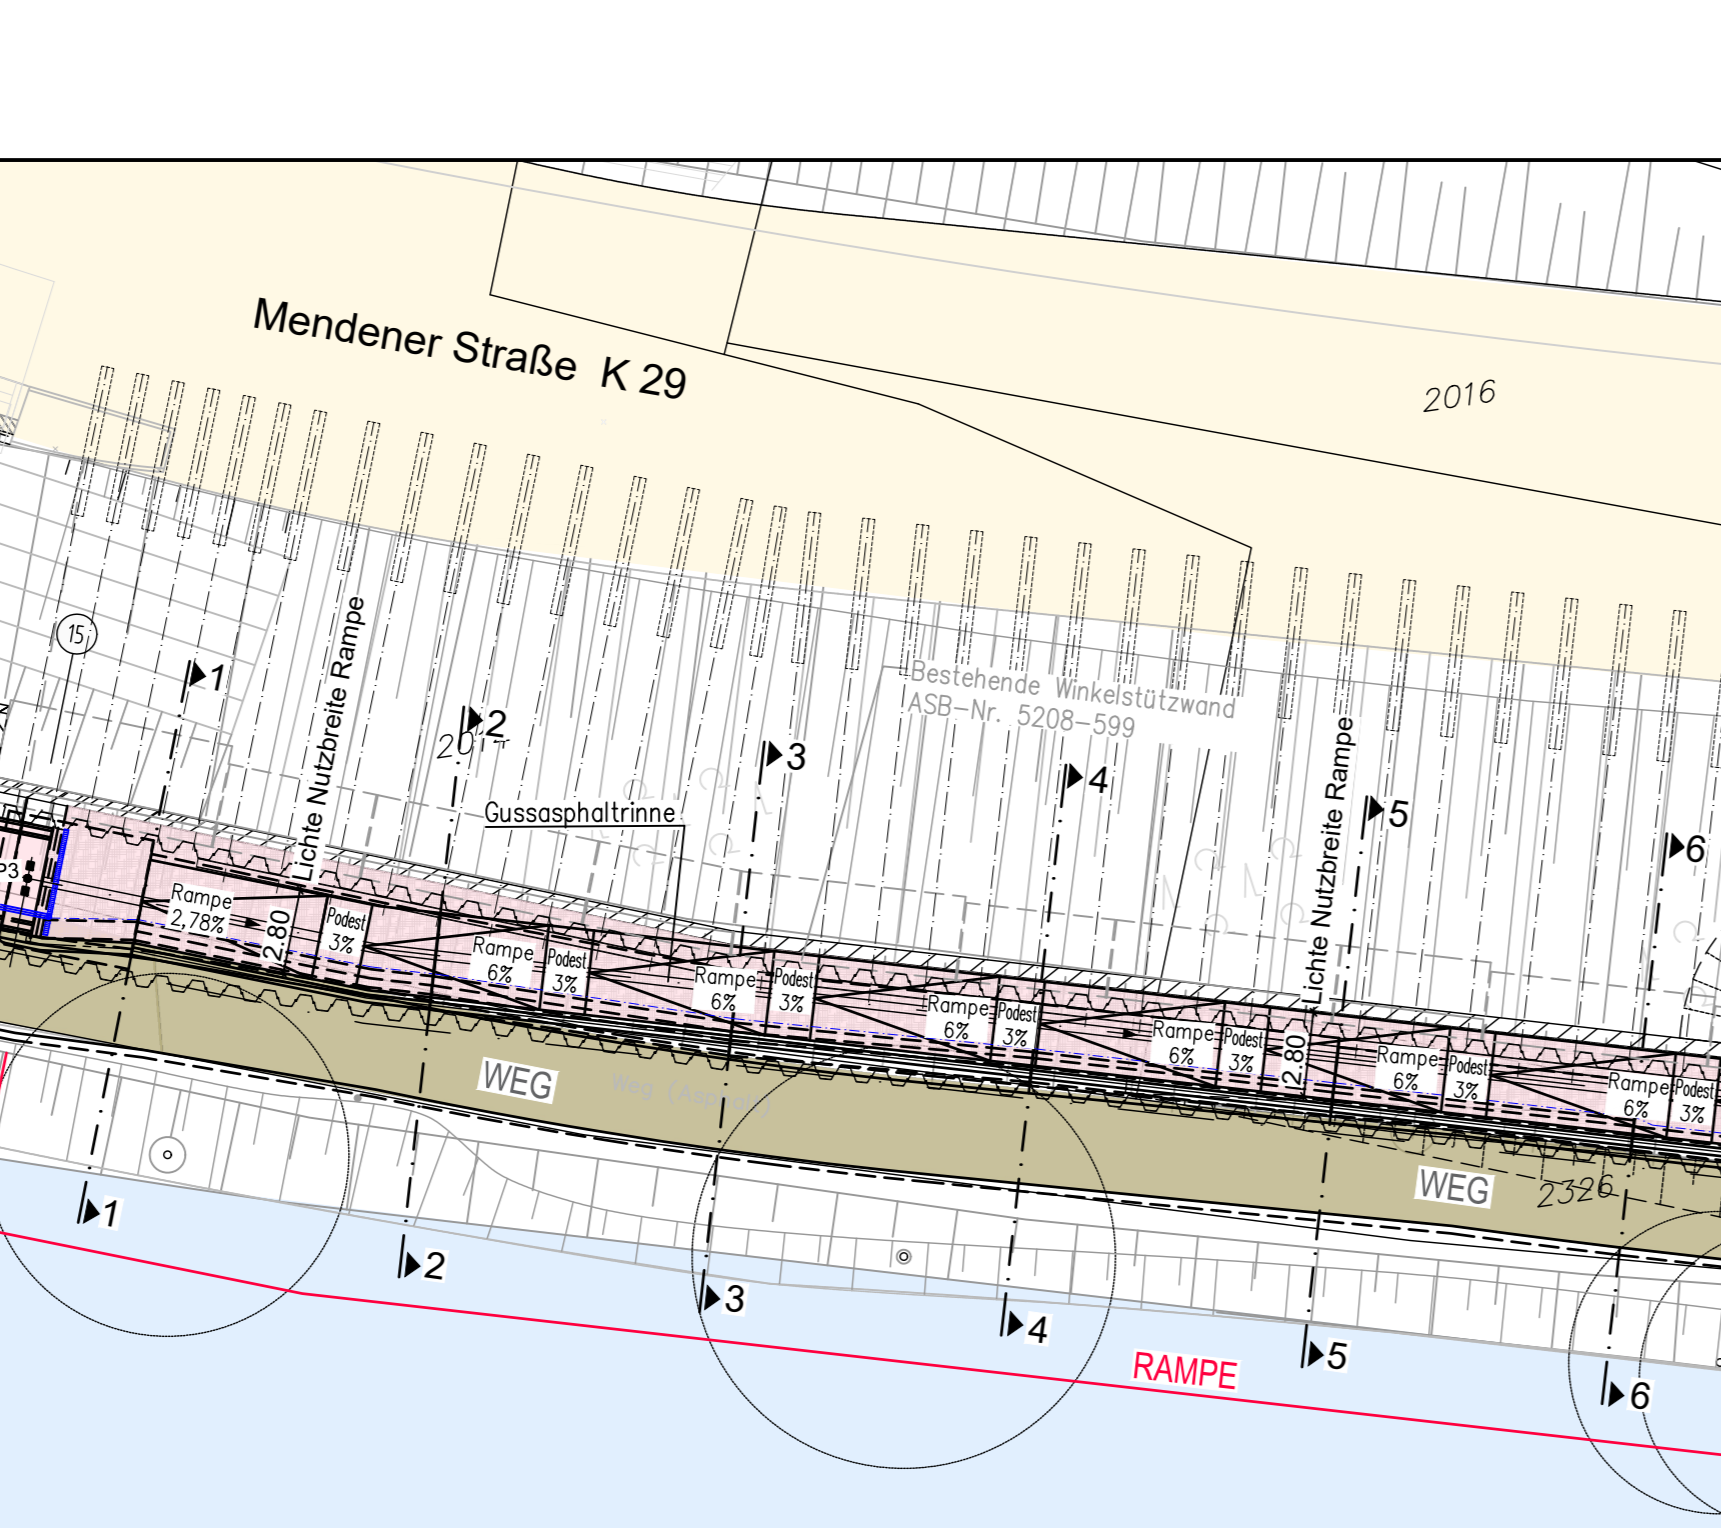 Mendener Straße K 29
2016
15
1
Lichte Nutzbreite Rampe
2
3
Bestehende Winkelstützwand
ASB-Nr. 5208-599
4
Lichte Nutzbreite Rampe
5
6
Gussasphaltrinne
P3
Rampe
2,78%
2.80
Podest
3%
Rampe
6%
Podest
3%
Rampe
6%
Podest
3%
Rampe
6%
Podest
3%
Rampe
6%
Podest
3%
2.80
Rampe
6%
Podest
3%
Rampe
6%
Podest
3%
WEG
Weg (Asphalt)
WEG
2326
1
2
3
4
5
6
RAMPE